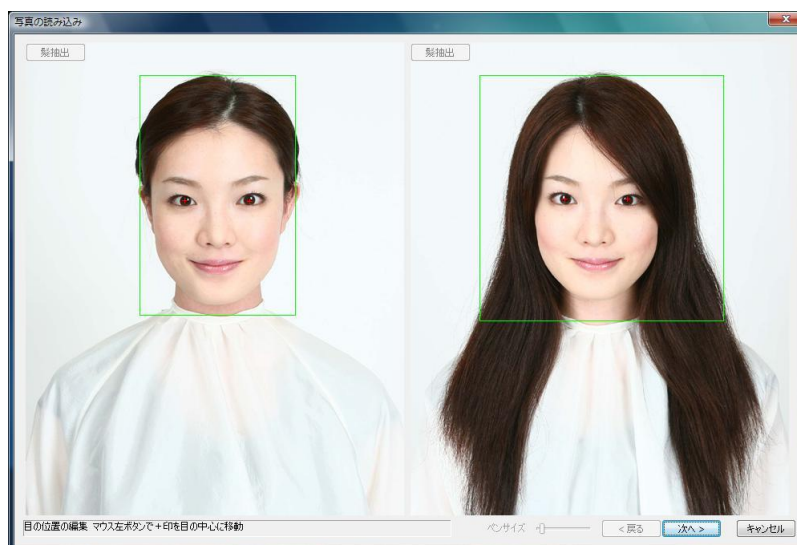 写真の読み込み
髪抽出
髪抽出
目の位置の編集 マウス左ボタンで+印を目の中心に移動
ペンサイズ
< 戻る
次へ >
キャンセル